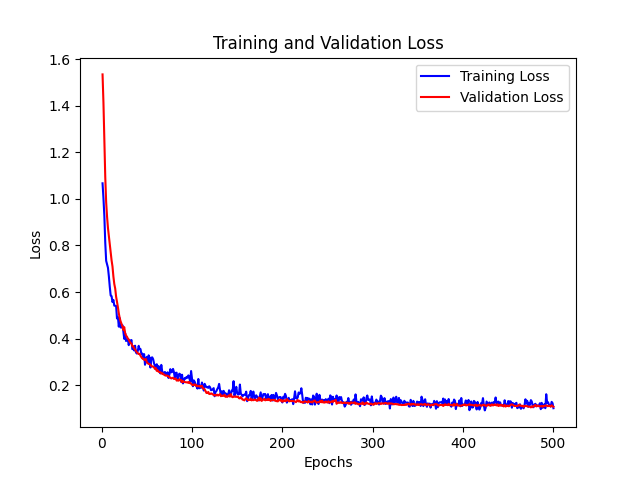 Training and Validation Loss
Training Loss
Validation Loss
Loss
1.6
1.4
1.2
1.0
0.8
0.6
0.4
0.2
0 100 200 300 400 500
Epochs